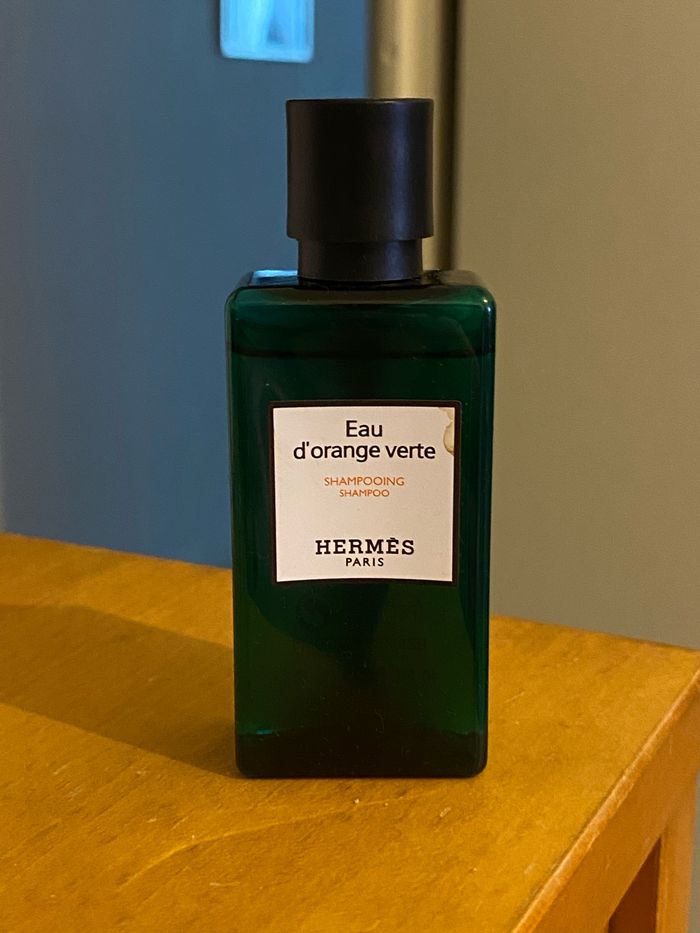 Eau
d'orange verte
SHAMPOOING
SHAMPOO
HERMÈS
PARIS